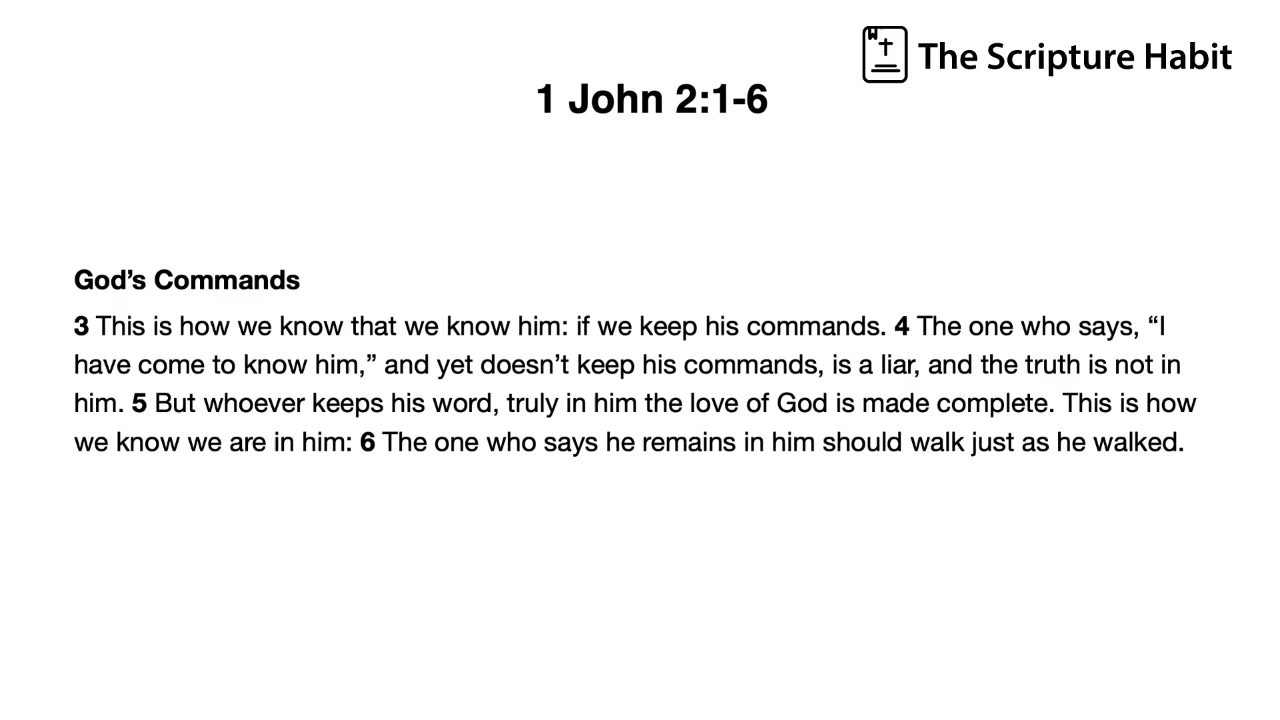 The Scripture Habit
1 John 2:1-6
God’s Commands
3 This is how we know that we know him: if we keep his commands. 4 The one who says, “I
have come to know him,” and yet doesn’t keep his commands, is a liar, and the truth is not in
him. 5 But whoever keeps his word, truly in him the love of God is made complete. This is how
we know we are in him: 6 The one who says he remains in him should walk just as he walked.